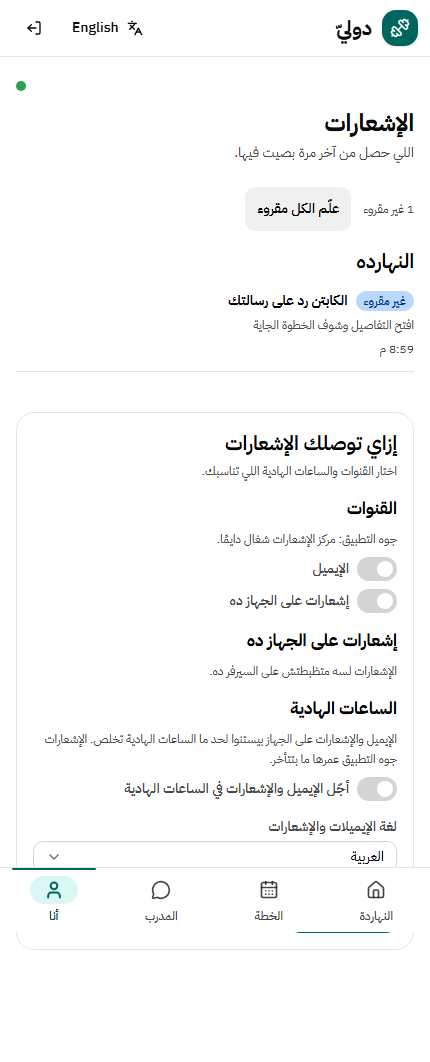 دوليّ
English
الإشعارات
اللي حصل من آخر مرة بصيت فيها.
1 غير مقروء
علّم الكل مقروء
النهارده
غير مقروء الكابتن رد على رسالتك
افتح التفاصيل وشوف الخطوة الجاية
8:59 م
إزاي توصلك الإشعارات
اختار القنوات والساعات الهادية اللي تناسبك.
القنوات
جوه التطبيق: مركز الإشعارات شغال دايمًا.
الإيميل
إشعارات على الجهاز ده
إشعارات على الجهاز ده
الإشعارات لسه متظبطتش على السيرفر ده.
الساعات الهادية
الإيميل والإشعارات على الجهاز بيستنوا لحد ما الساعات الهادية تخلص. الإشعارات
جوه التطبيق عمرها ما بتتأخر.
أجّل الإيميل والإشعارات في الساعات الهادية
لغة الإيميلات والإشعارات
العربية
النهاردة
الخطة
المدرب
أنا